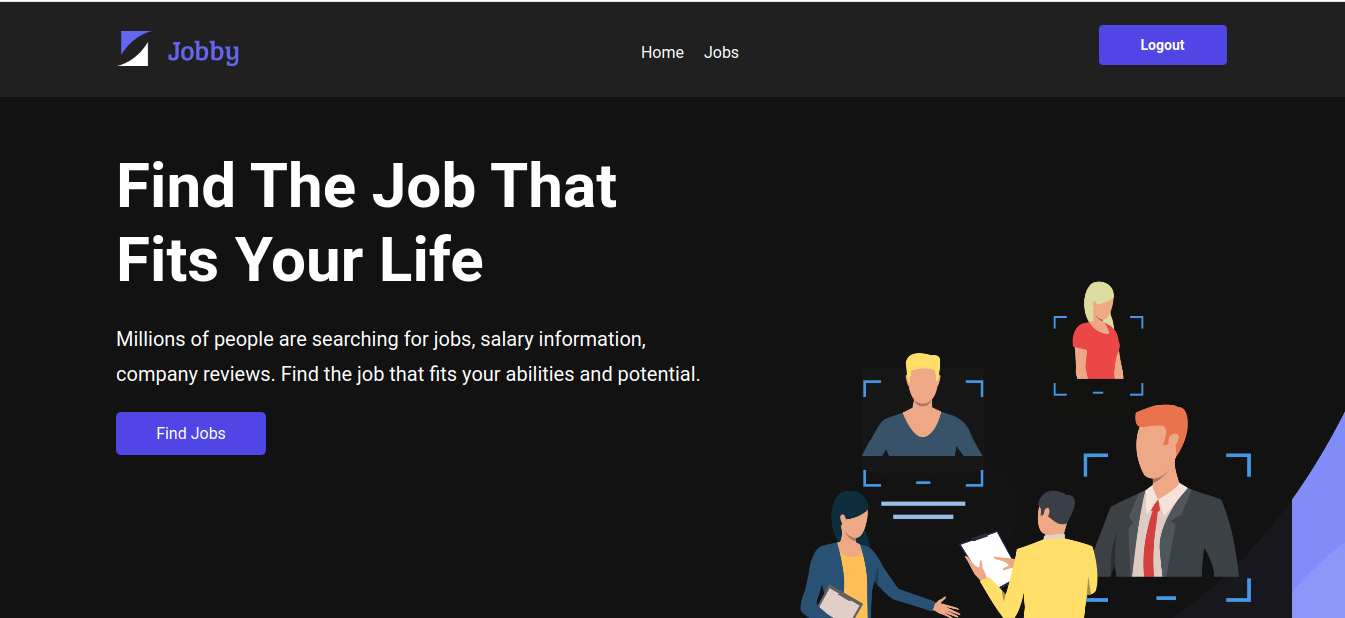 Jobby
Home
Jobs
Logout
Find The Job That
Fits Your Life
Millions of people are searching for jobs, salary information,
company reviews. Find the job that fits your abilities and potential.
Find Jobs